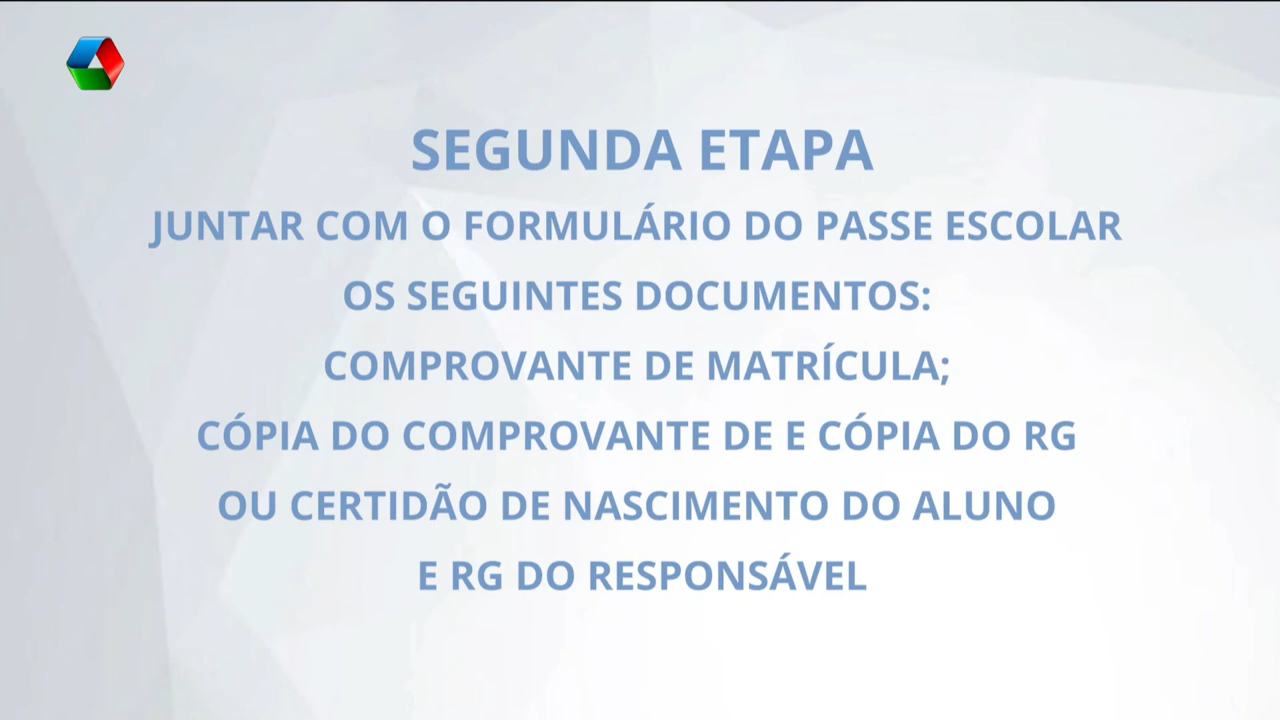 SEGUNDA ETAPA
JUNTAR COM O FORMULÁRIO DO PASSE ESCOLAR
OS SEGUINTES DOCUMENTOS:
COMPROVANTE DE MATRÍCULA;
CÓPIA DO COMPROVANTE DE E CÓPIA DO RG
OU CERTIDÃO DE NASCIMENTO DO ALUNO
E RG DO RESPONSÁVEL